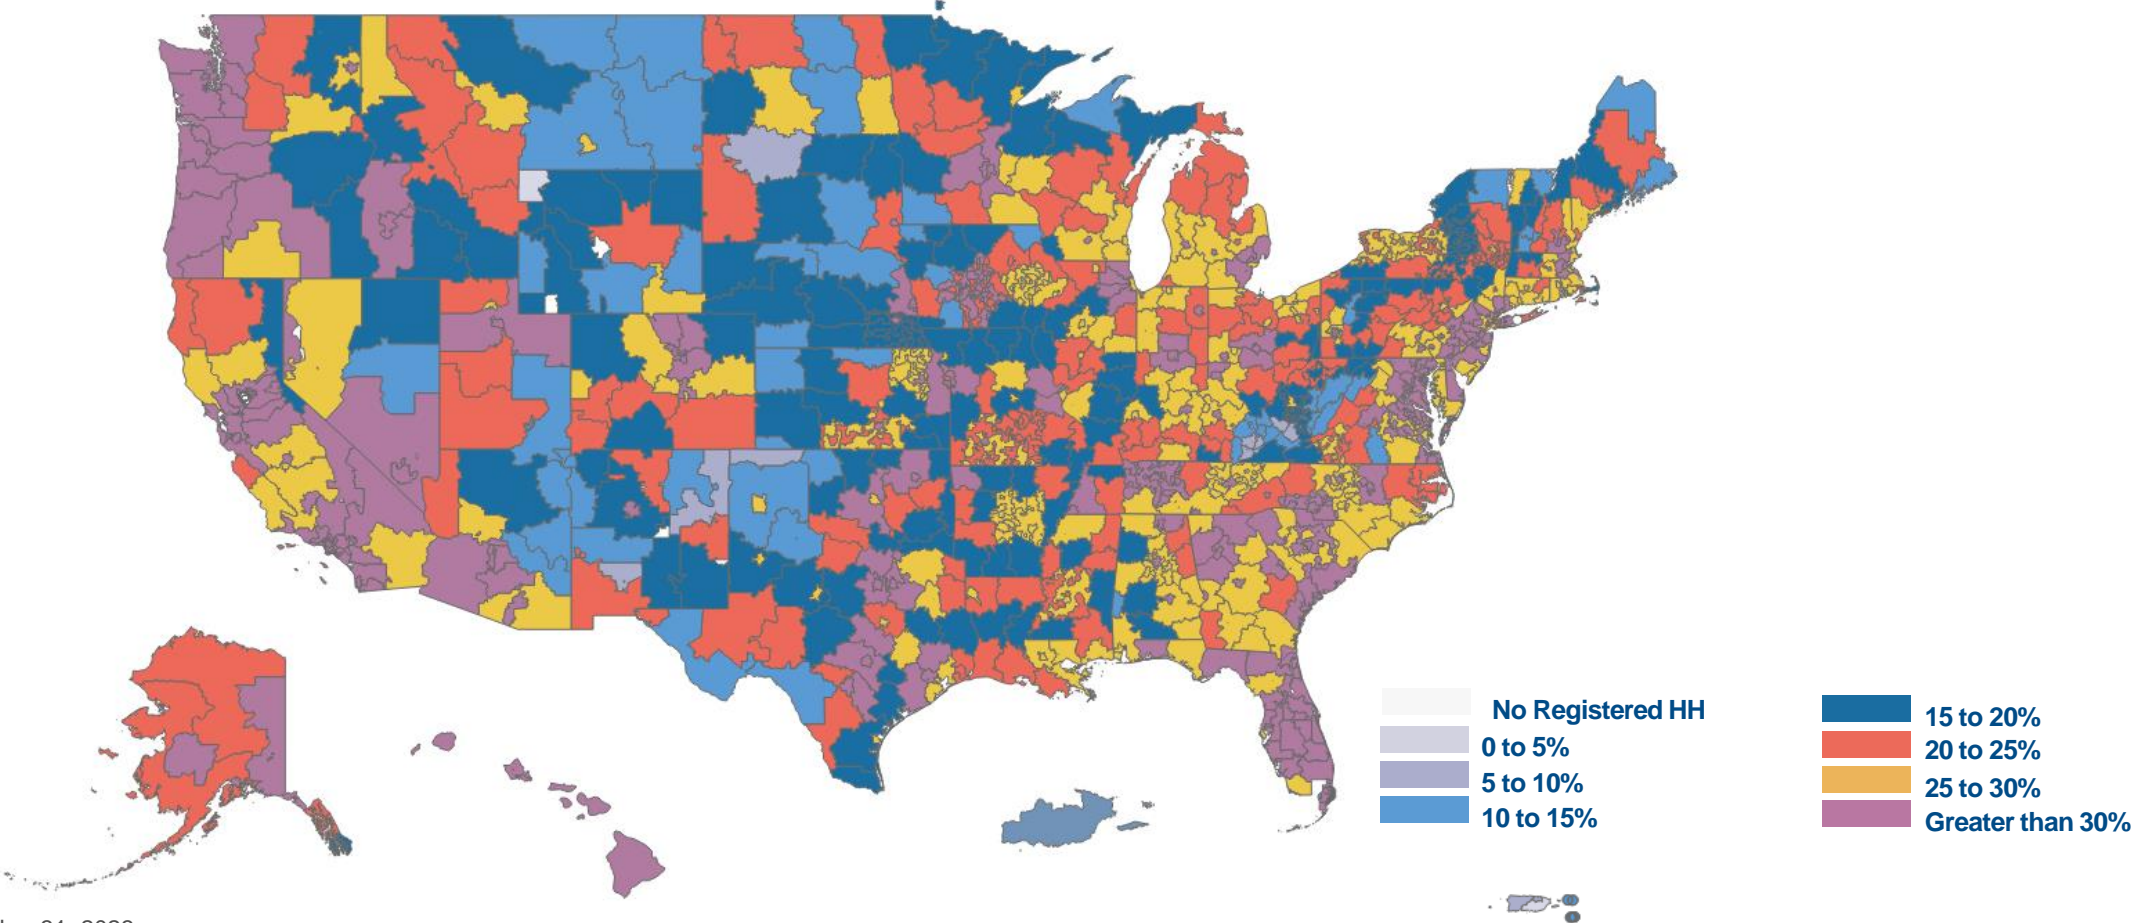 No Registered HH
0 to 5%
5 to 10%
10 to 15%
15 to 20%
20 to 25%
25 to 30%
Greater than 30%